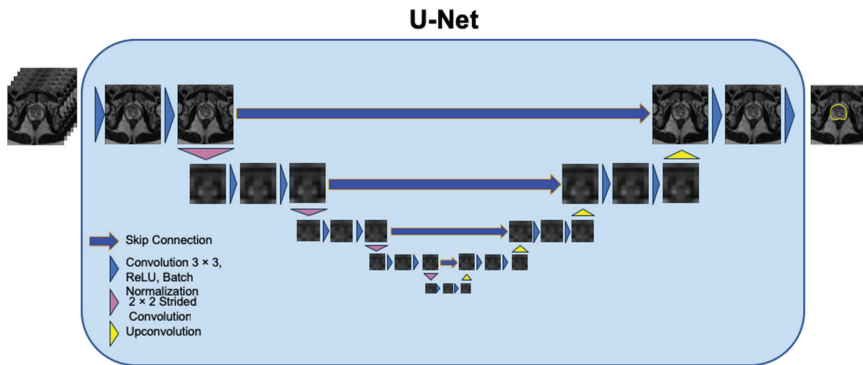 U-Net
Skip Connection
Convolution 3 × 3,
ReLU, Batch
Normalization
2 × 2 Strided
Convolution
Upconvolution